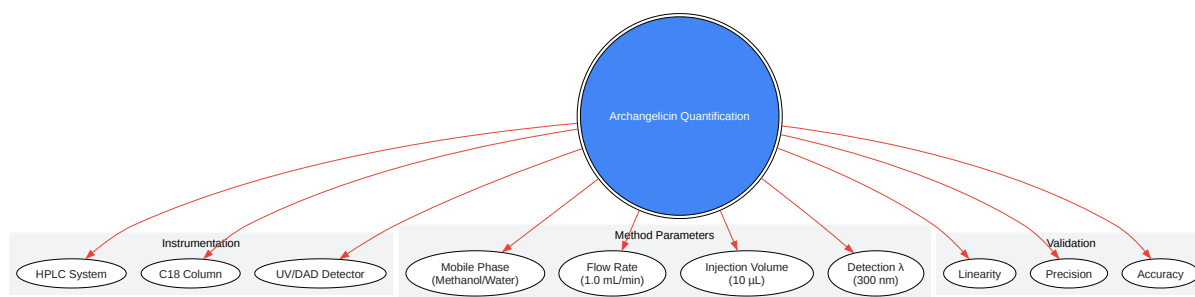 Archangelicin Quantification
Instrumentation
Method Parameters
Validation
HPLC System
C18 Column
UV/DAD Detector
Mobile Phase
(Methanol/Water)
Flow Rate
(1.0 mL/min)
Injection Volume
(10 µL)
Detection λ
(300 nm)
Linearity
Precision
Accuracy